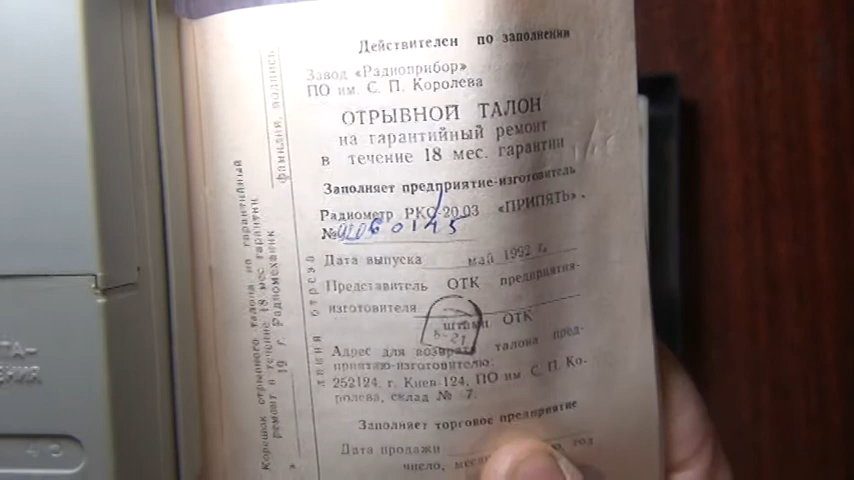 Действителен по заполнении
Завод «Радиоприбор»
ПО им. С. П. Королева
ОТРЫВНОЙ ТАЛОН
на гарантийный ремонт
в течение 18 мес. гарантии
Заполняет предприятие-изготовитель
Радиометр РКС-20.03 «ПРИПЯТЬ».
№ 9206 0145
Дата выпуска май 1992 г.
Представитель ОТК предприятия-
изготовителя
штамп ОТК
Адрес для возврата талона пред-
приятию-изготовителю:
252124, г. Киев-124, ПО им. С. П. Ко-
ролева, склад № 7.
Заполняет торговое предприятие
Дата продажи
число, год
Корешок отрывного талона на гарантийный
ремонт в течение 18 мес гарантии
19 г. Радиомеханик
фамилия, подпись
линия отреза